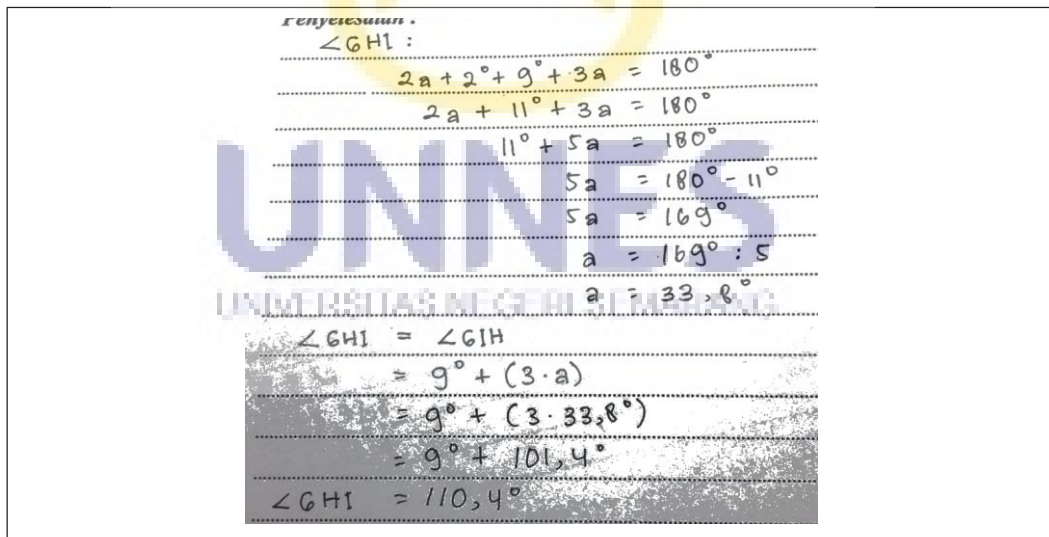 Penyelesaian :
∠GHI :
2a + 2° + 9° + 3a = 180°
2a + 11° + 3a = 180°
11° + 5a = 180°
5a = 180° - 11°
5a = 169°
a = 169° : 5
a = 33,8°
UNNES
UNIVERSITAS NEGERI SEMARANG
∠GHI = ∠GIH
= 9° + (3 · a)
= 9° + (3 · 33,8°)
= 9° + 101,4°
∠GHI = 110,4°